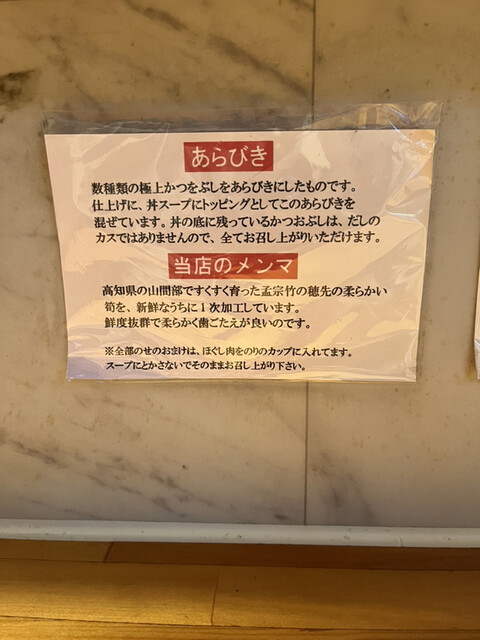 あらびき
数種類の極上かつをぶしをあらびきにしたものです。
仕上げに、丼スープにトッピングとしてこのあらびきを
混ぜています。丼の底に残っているかつおぶしは、だしの
カスではありませんので、全てお召し上がりいただけます。
当店のメンマ
高知県の山間部ですくすく育った孟宗竹の穂先の柔らかい
筍を、新鮮なうちに1次加工しています。
鮮度抜群で柔らかく歯ごたえが良いのです。
※全部のせのおまけは、ほぐし肉をのりのカップに入れてます。
スープにとかさないでそのままお召し上がり下さい。